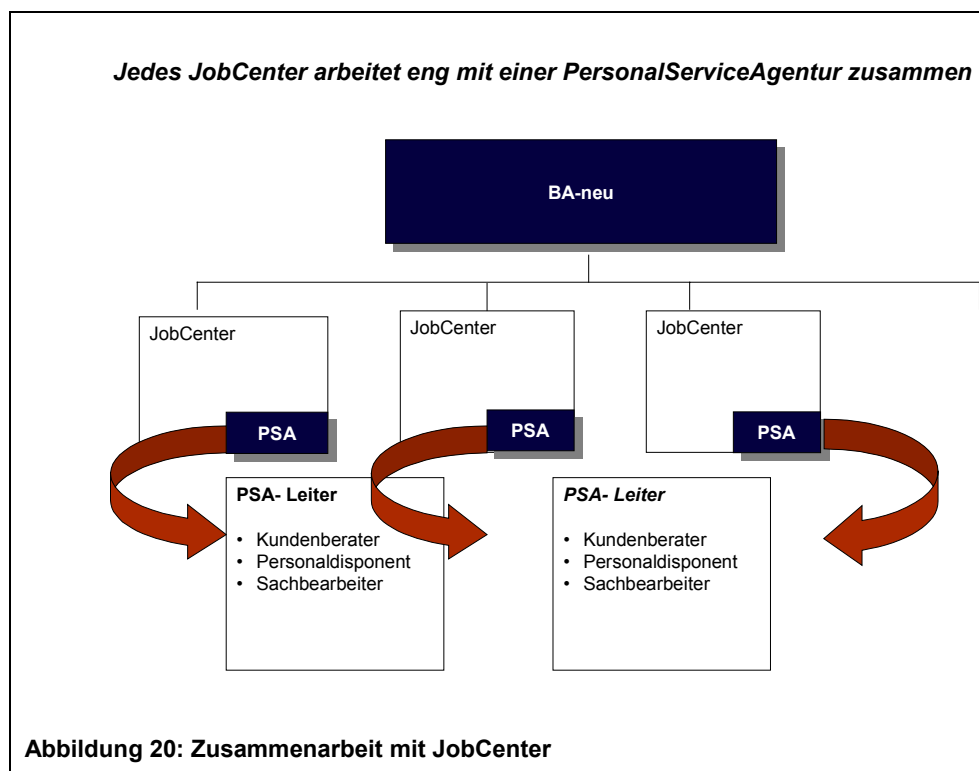 Jedes JobCenter arbeitet eng mit einer PersonalServiceAgentur zusammen
BA-neu
JobCenter
JobCenter
JobCenter
PSA
PSA
PSA
PSA- Leiter
• Kundenberater
• Personaldisponent
• Sachbearbeiter
PSA- Leiter
• Kundenberater
• Personaldisponent
• Sachbearbeiter
Abbildung 20: Zusammenarbeit mit JobCenter